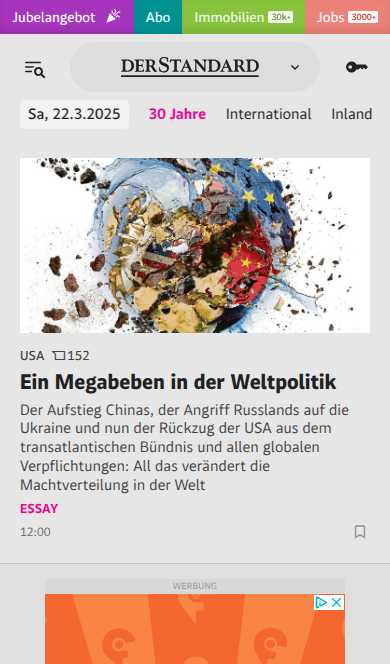 Jubelangebot Abo Immobilien 30k+ Jobs 3000+
DERSTANDARD
Sa, 22.3.2025 30 Jahre International Inland
USA 152
Ein Megabeben in der Weltpolitik
Der Aufstieg Chinas, der Angriff Russlands auf die
Ukraine und nun der Rückzug der USA aus dem
transatlantischen Bündnis und allen globalen
Verpflichtungen: All das verändert die
Machtverteilung in der Welt
ESSAY
12:00
WERBUNG